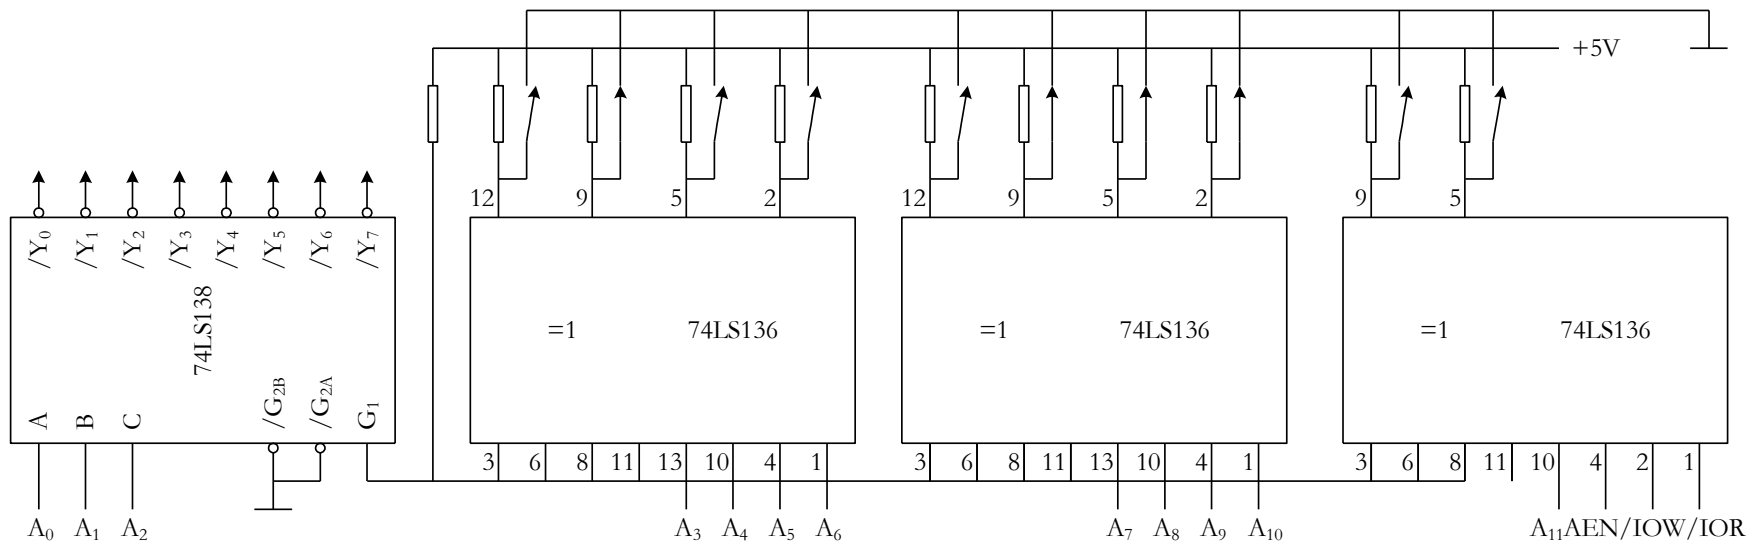 +5V
12 9 5 2 12 9 5 2 9 5
/Y0 /Y1 /Y2 /Y3 /Y4 /Y5 /Y6 /Y7
74LS138
=1 74LS136 =1 74LS136 =1 74LS136
A B C /G2B /G2A G1
3 6 8 11 13 10 4 1 3 6 8 11 13 10 4 1 3 6 8 11 10 4 2 1
A0 A1 A2 A3 A4 A5 A6 A7 A8 A9 A10 A11AEN/IOW/IOR